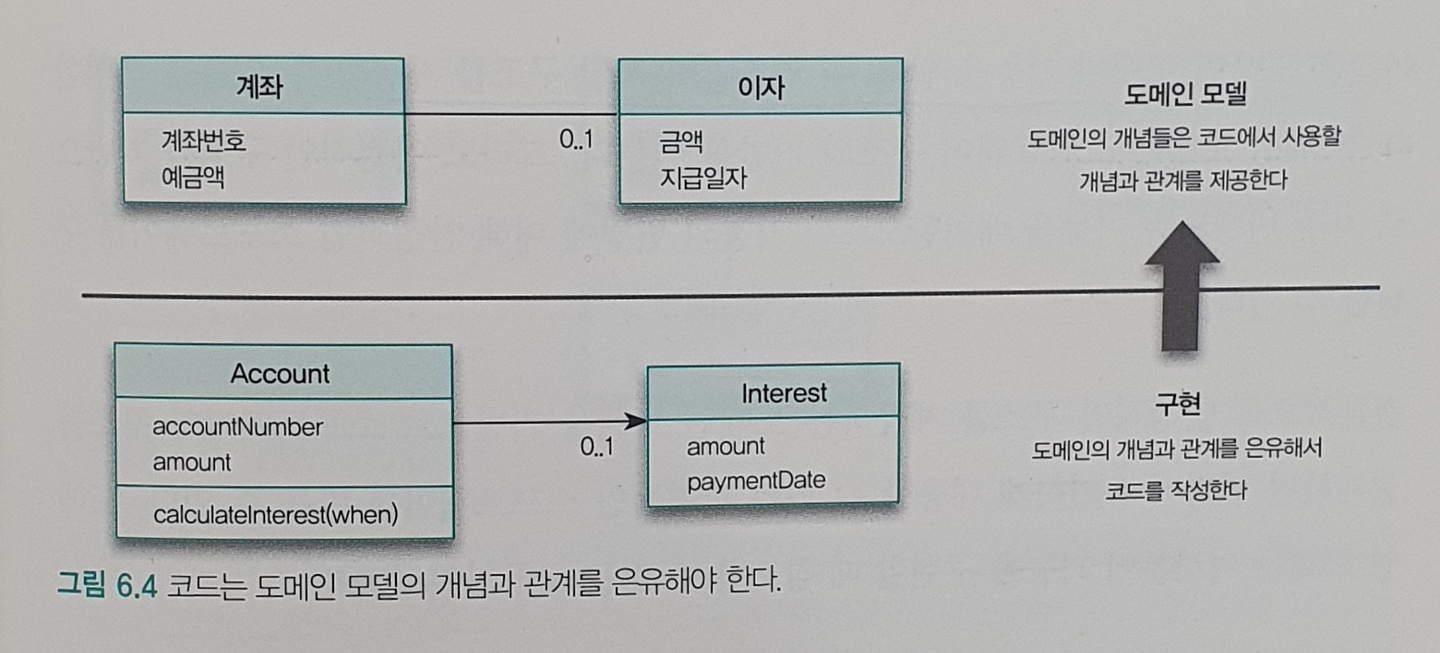 계좌
계좌번호
예금액
0..1
이자
금액
지급일자
도메인 모델
도메인의 개념들은 코드에서 사용할
개념과 관계를 제공한다
Account
accountNumber
amount
calculateInterest(when)
0..1
Interest
amount
paymentDate
구현
도메인의 개념과 관계를 은유해서
코드를 작성한다
그림 6.4 코드는 도메인 모델의 개념과 관계를 은유해야 한다.